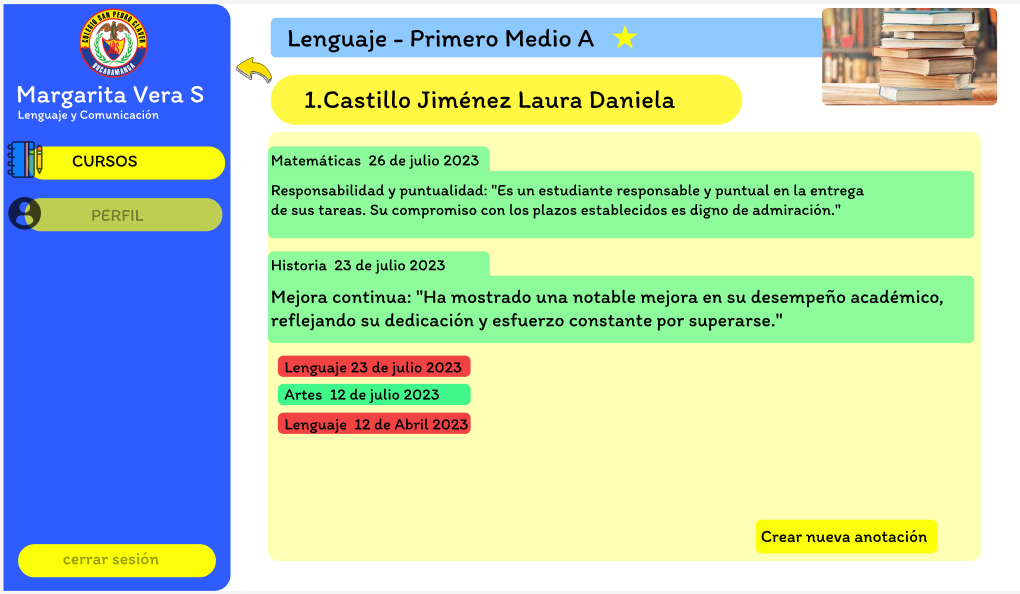 COLEGIO SAN PEDRO CLAVER
BUCARAMANGA
Margarita Vera S
Lenguaje y Comunicación
CURSOS
PERFIL
cerrar sesión
Lenguaje - Primero Medio A
1.Castillo Jiménez Laura Daniela
Matemáticas 26 de julio 2023
Responsabilidad y puntualidad: "Es un estudiante responsable y puntual en la entrega
de sus tareas. Su compromiso con los plazos establecidos es digno de admiración."
Historia 23 de julio 2023
Mejora continua: "Ha mostrado una notable mejora en su desempeño académico,
reflejando su dedicación y esfuerzo constante por superarse."
Lenguaje 23 de julio 2023
Artes 12 de julio 2023
Lenguaje 12 de Abril 2023
Crear nueva anotación